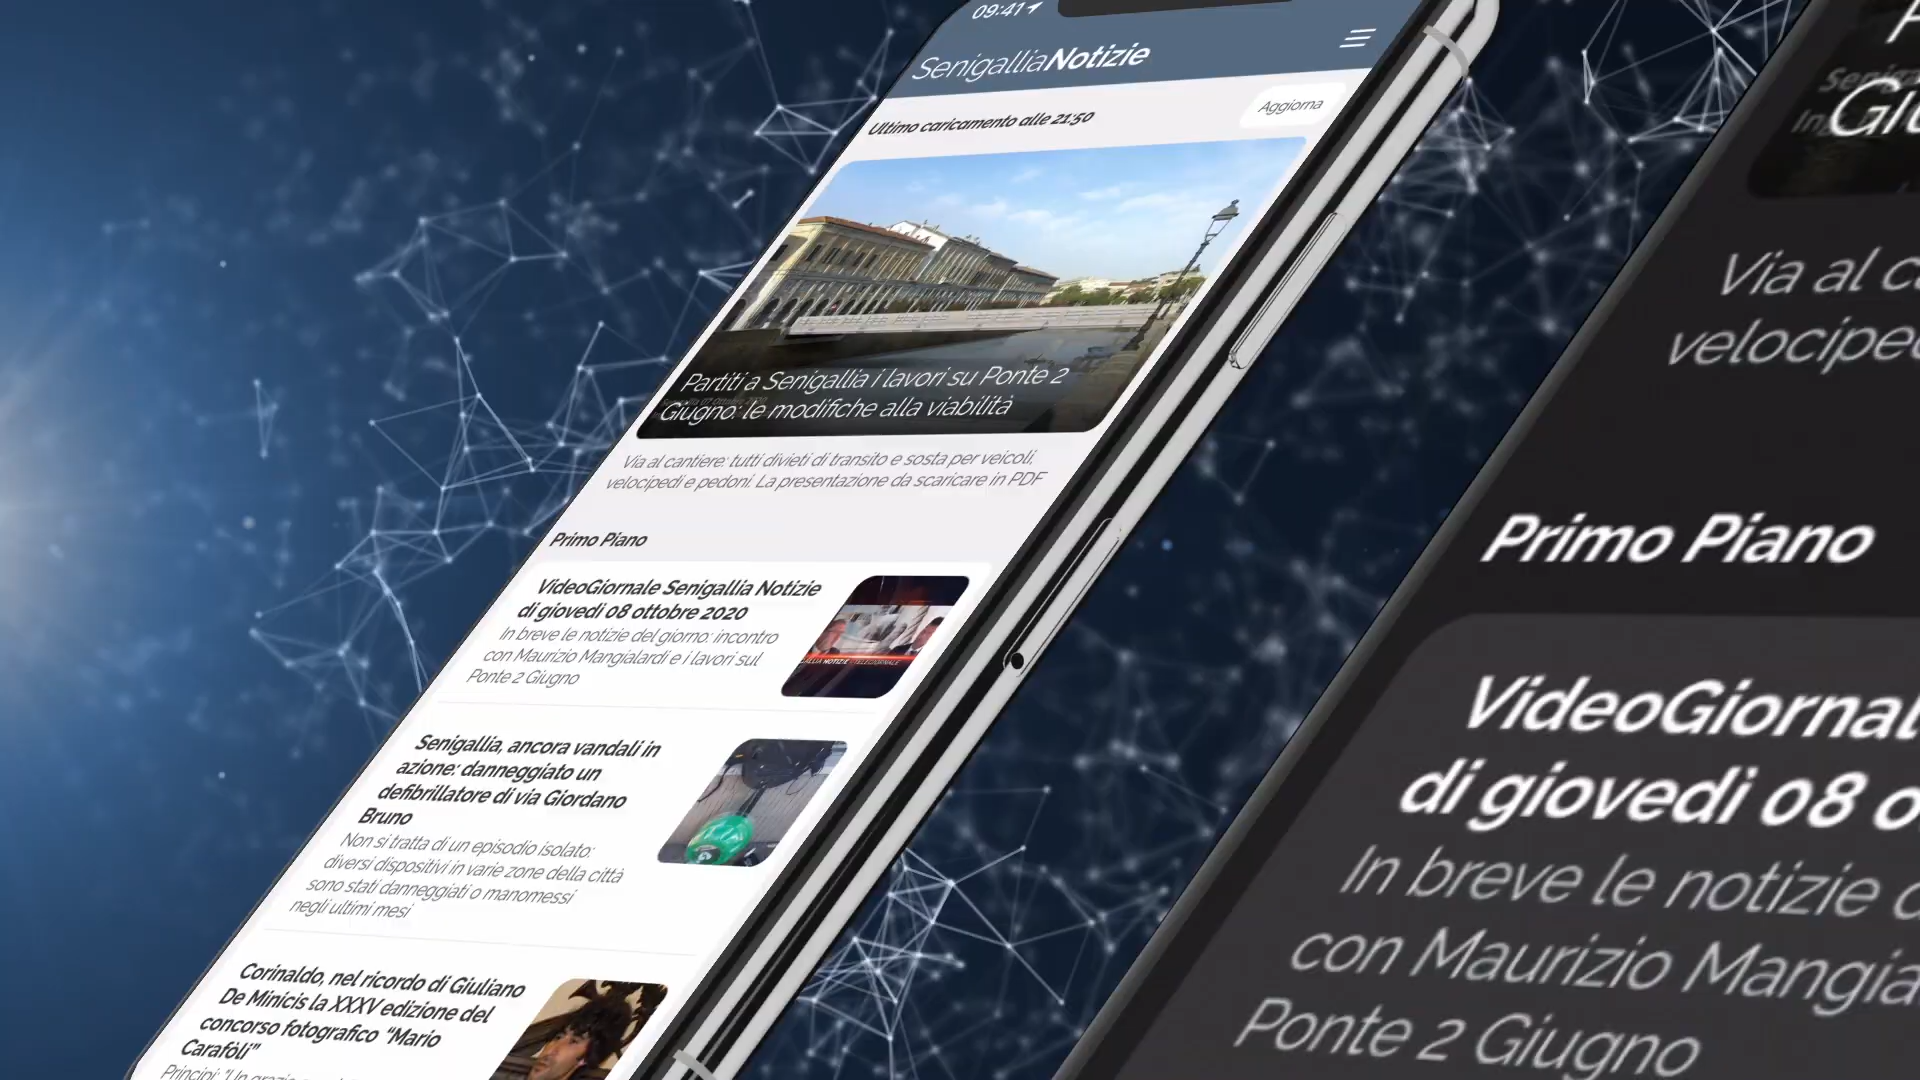 09:41
SenigalliaNotizie
Ultimo caricamento alle 21:50
Aggiorna
Partiti a Senigallia i lavori su Ponte 2
Giugno: le modifiche alla viabilità
Via al cantiere: tutti divieti di transito e sosta per veicoli,
velocipedi e pedoni. La presentazione da scaricare in PDF
Primo Piano
VideoGiornale Senigallia Notizie
di giovedì 08 ottobre 2020
In breve le notizie del giorno: incontro
con Maurizio Mangialardi e i lavori sul
Ponte 2 Giugno
NOTIZIE TELEGIORNALE
Senigallia, ancora vandali in
azione: danneggiato un
defibrillatore di via Giordano
Bruno
Non si tratta di un episodio isolato:
diversi dispositivi in varie zone della città
sono stati danneggiati o manomessi
negli ultimi mesi
Corinaldo, nel ricordo di Giuliano
De Minicis la XXXV edizione del
concorso fotografico "Mario
Carafòli"
Principi: "Un grazie
Via al
velociped
Primo Piano
VideoGiornal
di giovedì 08 o
In breve le notizie
con Maurizio Mangia
Ponte 2 Giugno